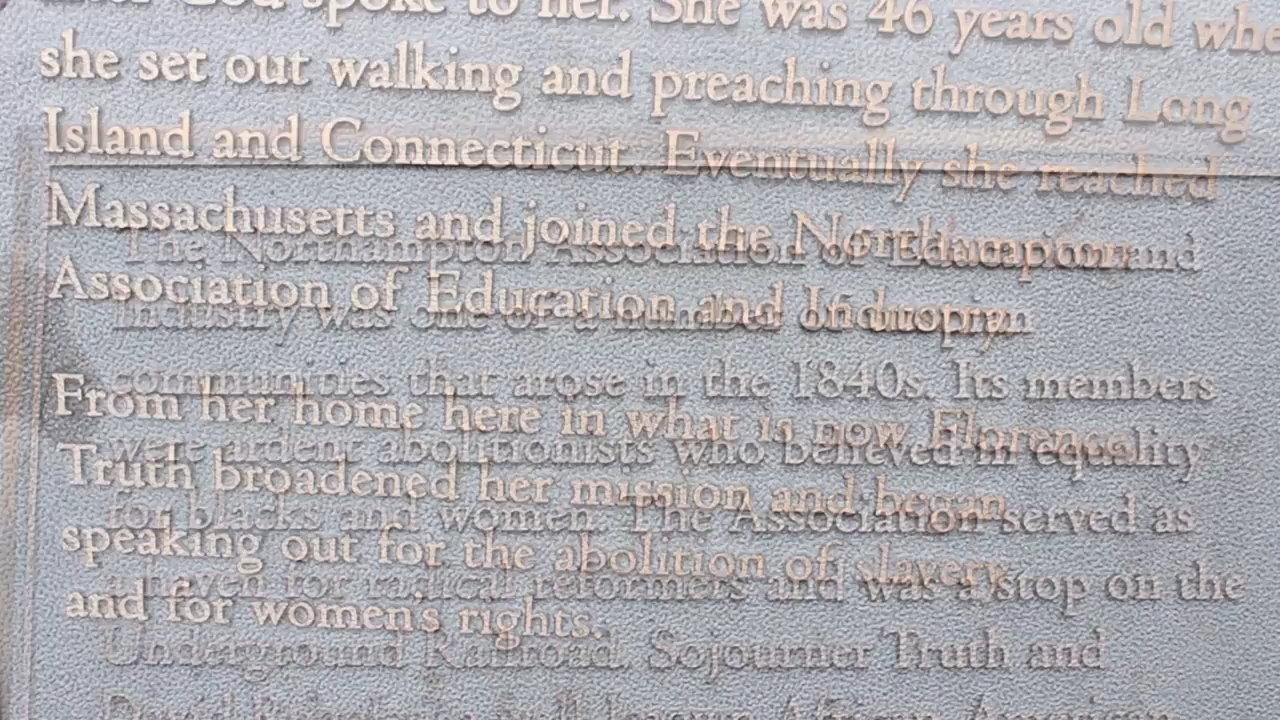 after God spoke to her. She was 46 years old whe
she set out walking and preaching through Long
Island and Connecticut. Eventually she reached
Massachusetts and joined the Northampton
Association of Education and Industry.
From her home here in what is now Florence
Truth broadened her mission and began
speaking out for the abolition of slavery
and for women's rights.
The Northampton Association of Education and
Industry was one of a number of utopian
communities that arose in the 1840s. Its members
were ardent abolitionists who believed in equality
for blacks and women. The Association served as
a haven for radical reformers and was a stop on the
Underground Railroad. Sojourner Truth and